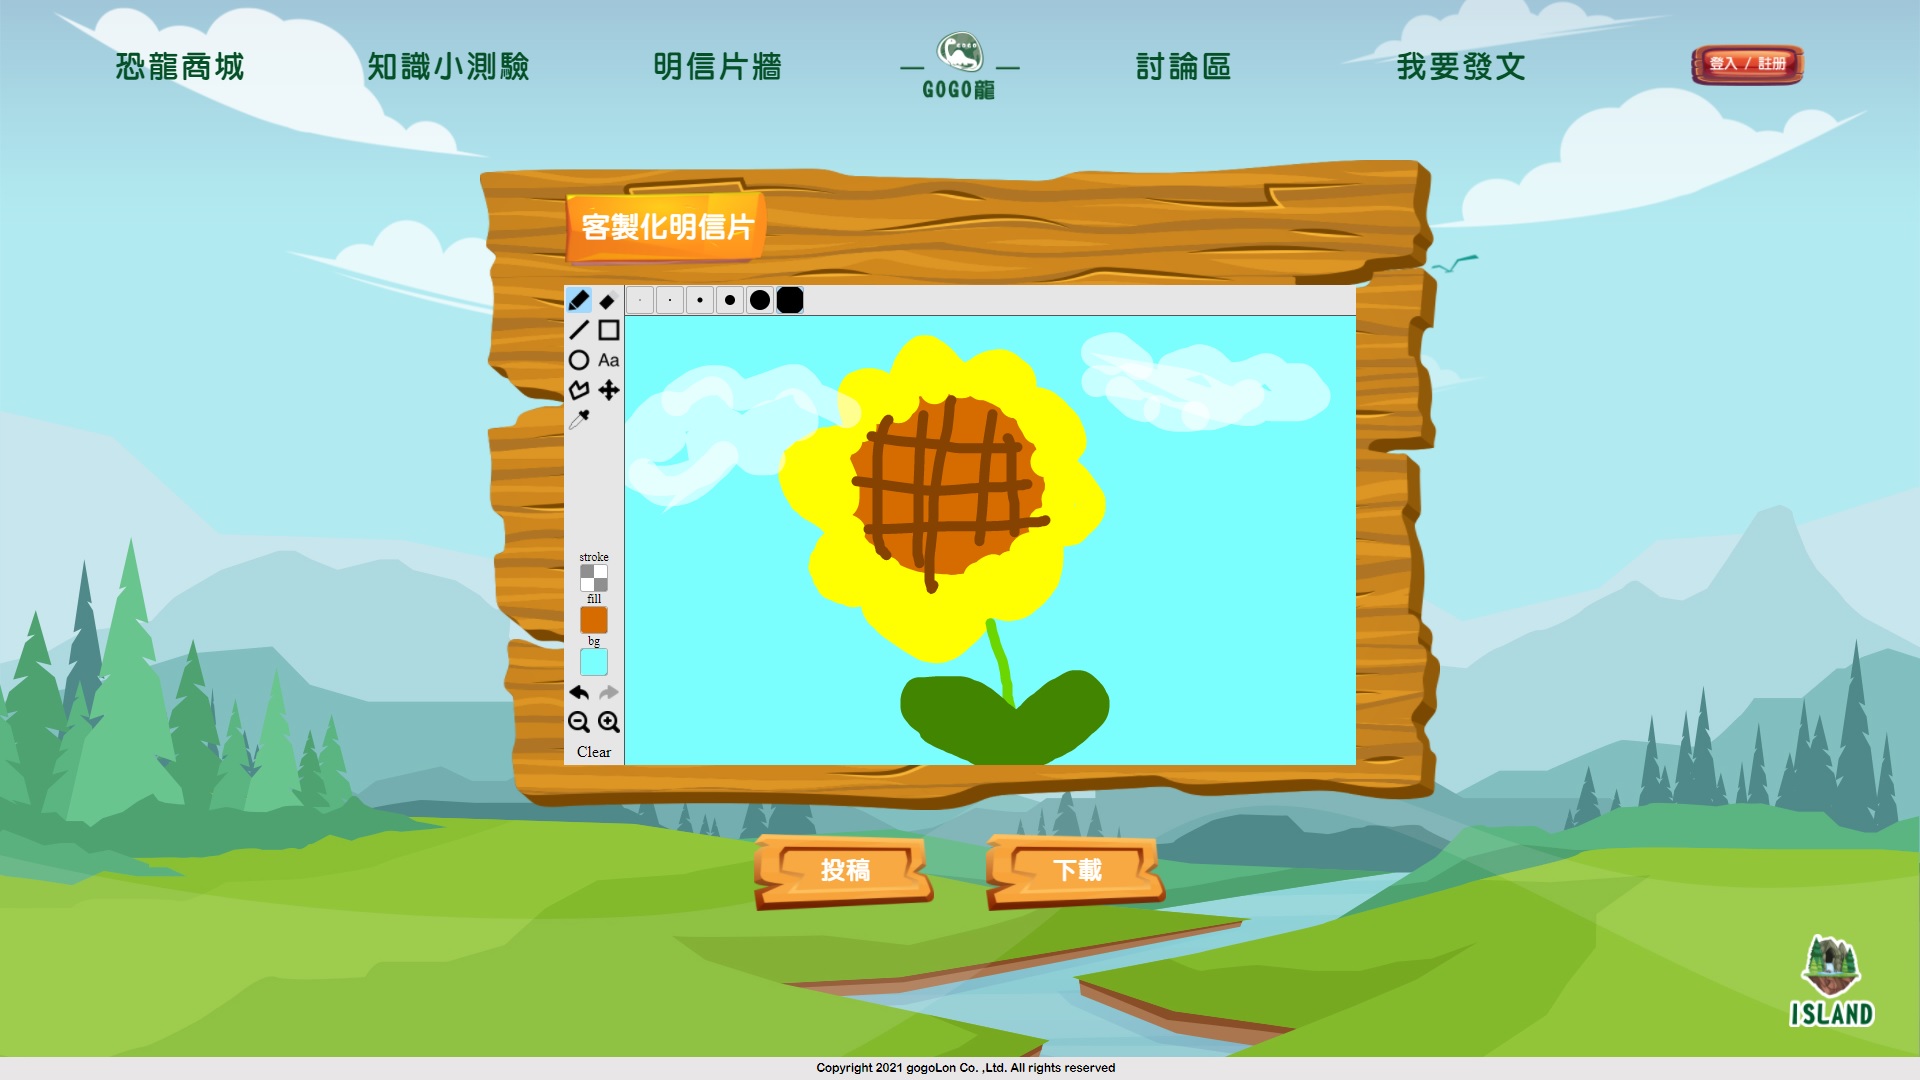 恐龍商城
知識小測驗
明信片牆
GOGO龍
討論區
我要發文
登入 / 註冊
客製化明信片
Aa
stroke
fill
bg
Clear
投稿
下載
ISLAND
Copyright 2021 gogoLon Co. ,Ltd. All rights reserved